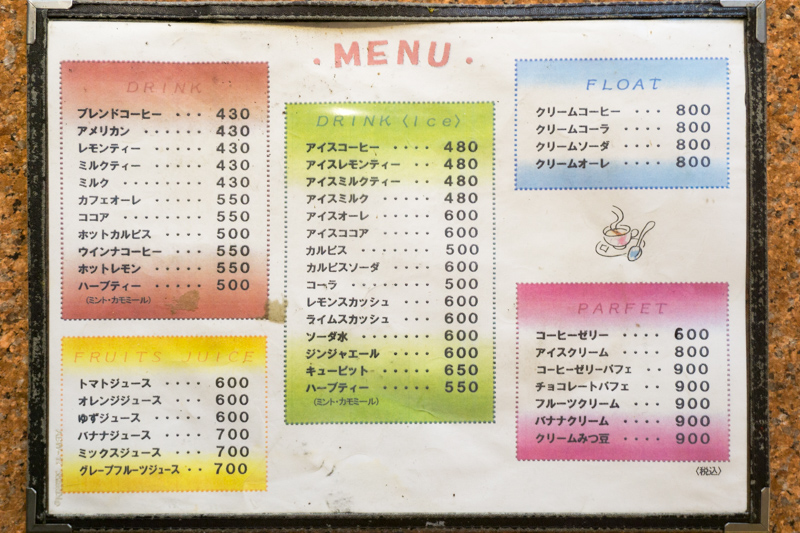 ・MENU・
DRINK
ブレンドコーヒー ・・・ 430
アメリカン ・・・・・・ 430
レモンティー ・・・・ 430
ミルクティー ・・・・ 430
ミルク ・・・・・・・・ 430
カフェオーレ ・・・・ 550
ココア ・・・・・・・・ 550
ホットカルピス ・・・ 500
ウインナコーヒー ・・ 550
ホットレモン ・・・・ 550
ハーブティー ・・・・ 500
(ミント・カモミール)
FRUITS JUICE
トマトジュース ・・・・ 600
オレンジジュース ・・・ 600
ゆずジュース ・・・・ 600
バナナジュース ・・・・ 700
ミックスジュース ・・・ 700
グレープフルーツジュース ・・ 700
DRINK〈Ice〉
アイスコーヒー ・・・・ 480
アイスレモンティー ・・ 480
アイスミルクティー ・・ 480
アイスミルク ・・・・ 480
アイスオーレ ・・・・ 600
アイスココア ・・・・ 600
カルピス ・・・・・・ 500
カルピスソーダ ・・・・ 600
コーラ ・・・・・・・ 500
レモンスカッシュ ・・・ 600
ライムスカッシュ ・・・ 600
ソーダ水 ・・・・・・ 600
ジンジャエール ・・・・ 600
キューピット ・・・・ 650
ハーブティー ・・・・ 550
(ミント・カモミール)
FLOAT
クリームコーヒー ・・・ 800
クリームコーラ ・・・・ 800
クリームソーダ ・・・・ 800
クリームオーレ ・・・・ 800
PARFET
コーヒーゼリー ・・・・ 600
アイスクリーム ・・・・ 800
コーヒーゼリーパフェ ・・ 900
チョコレートパフェ ・・ 900
フルーツクリーム ・・・ 900
バナナクリーム ・・・・ 900
クリームみつ豆 ・・・・ 900
〈税込〉